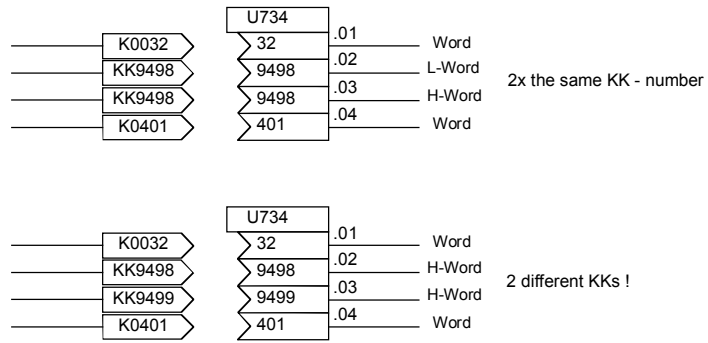 U734
K0032 32 .01 Word
KK9498 9498 .02 L-Word
KK9498 9498 .03 H-Word
K0401 401 .04 Word
2x the same KK - number
U734
K0032 32 .01 Word
KK9498 9498 .02 H-Word
KK9499 9499 .03 H-Word
K0401 401 .04 Word
2 different KKs !